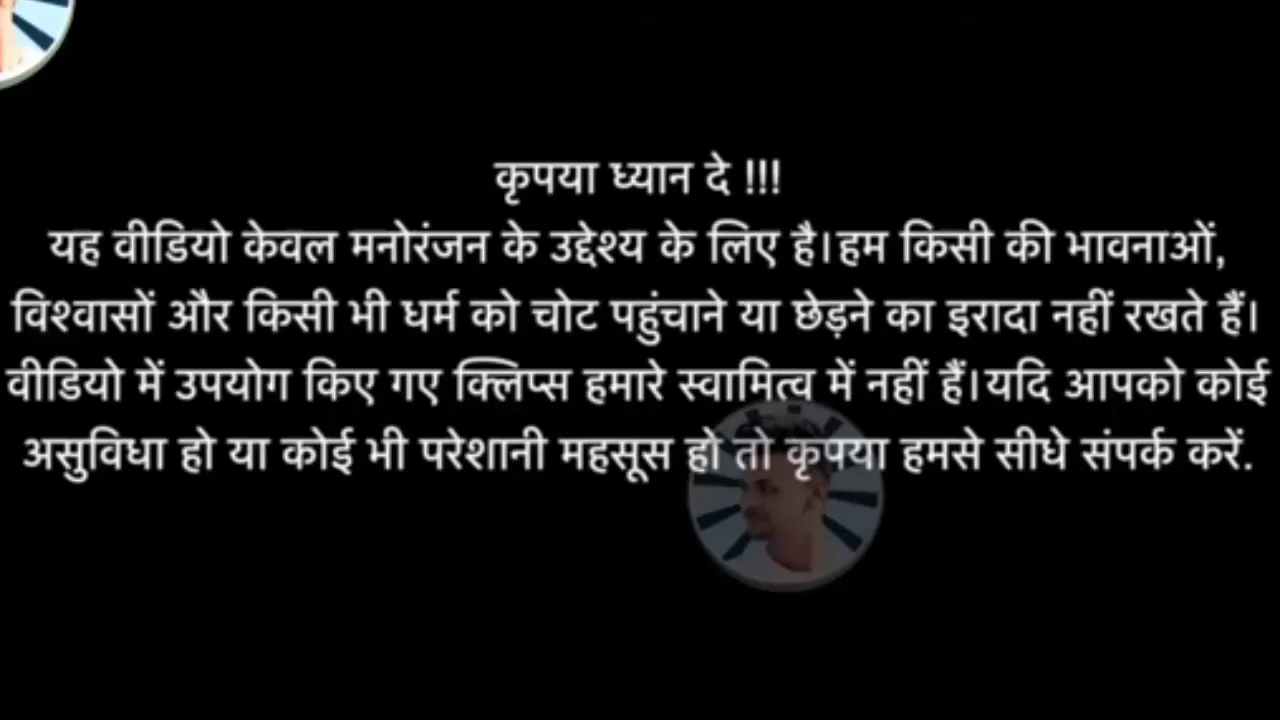 कृपया ध्यान दे !!!
यह वीडियो केवल मनोरंजन के उद्देश्य के लिए है।हम किसी की भावनाओं,
विश्वासों और किसी भी धर्म को चोट पहुंचाने या छेड़ने का इरादा नहीं रखते हैं।
वीडियो में उपयोग किए गए क्लिप्स हमारे स्वामित्व में नहीं हैं।यदि आपको कोई
असुविधा हो या कोई भी परेशानी महसूस हो तो कृपया हमसे सीधे संपर्क करें.